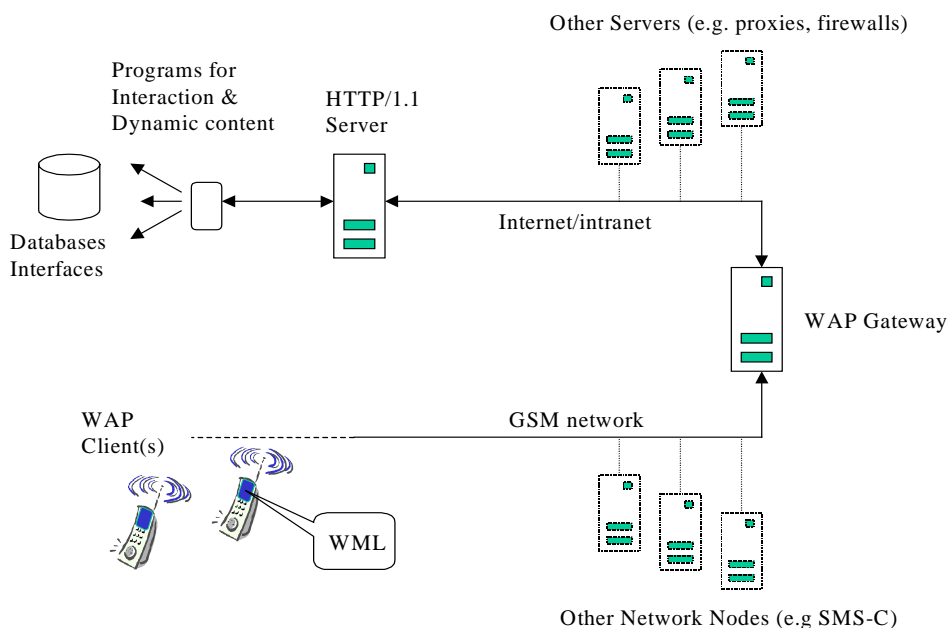 Other Servers (e.g. proxies, firewalls)
Programs for
Interaction &
Dynamic content
HTTP/1.1
Server
Internet/intranet
Databases
Interfaces
WAP Gateway
WAP
Client(s)
GSM network
WML
Other Network Nodes (e.g SMS-C)